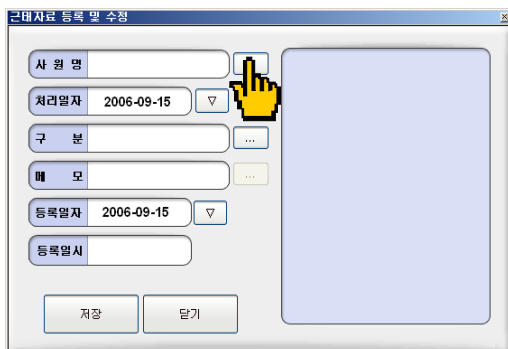 근태자료 등록 및 수정
사 원 명
처리일자 2006-09-15 ▽
구 분 ...
메 모 ...
등록일자 2006-09-15 ▽
등록일시
저장 닫기